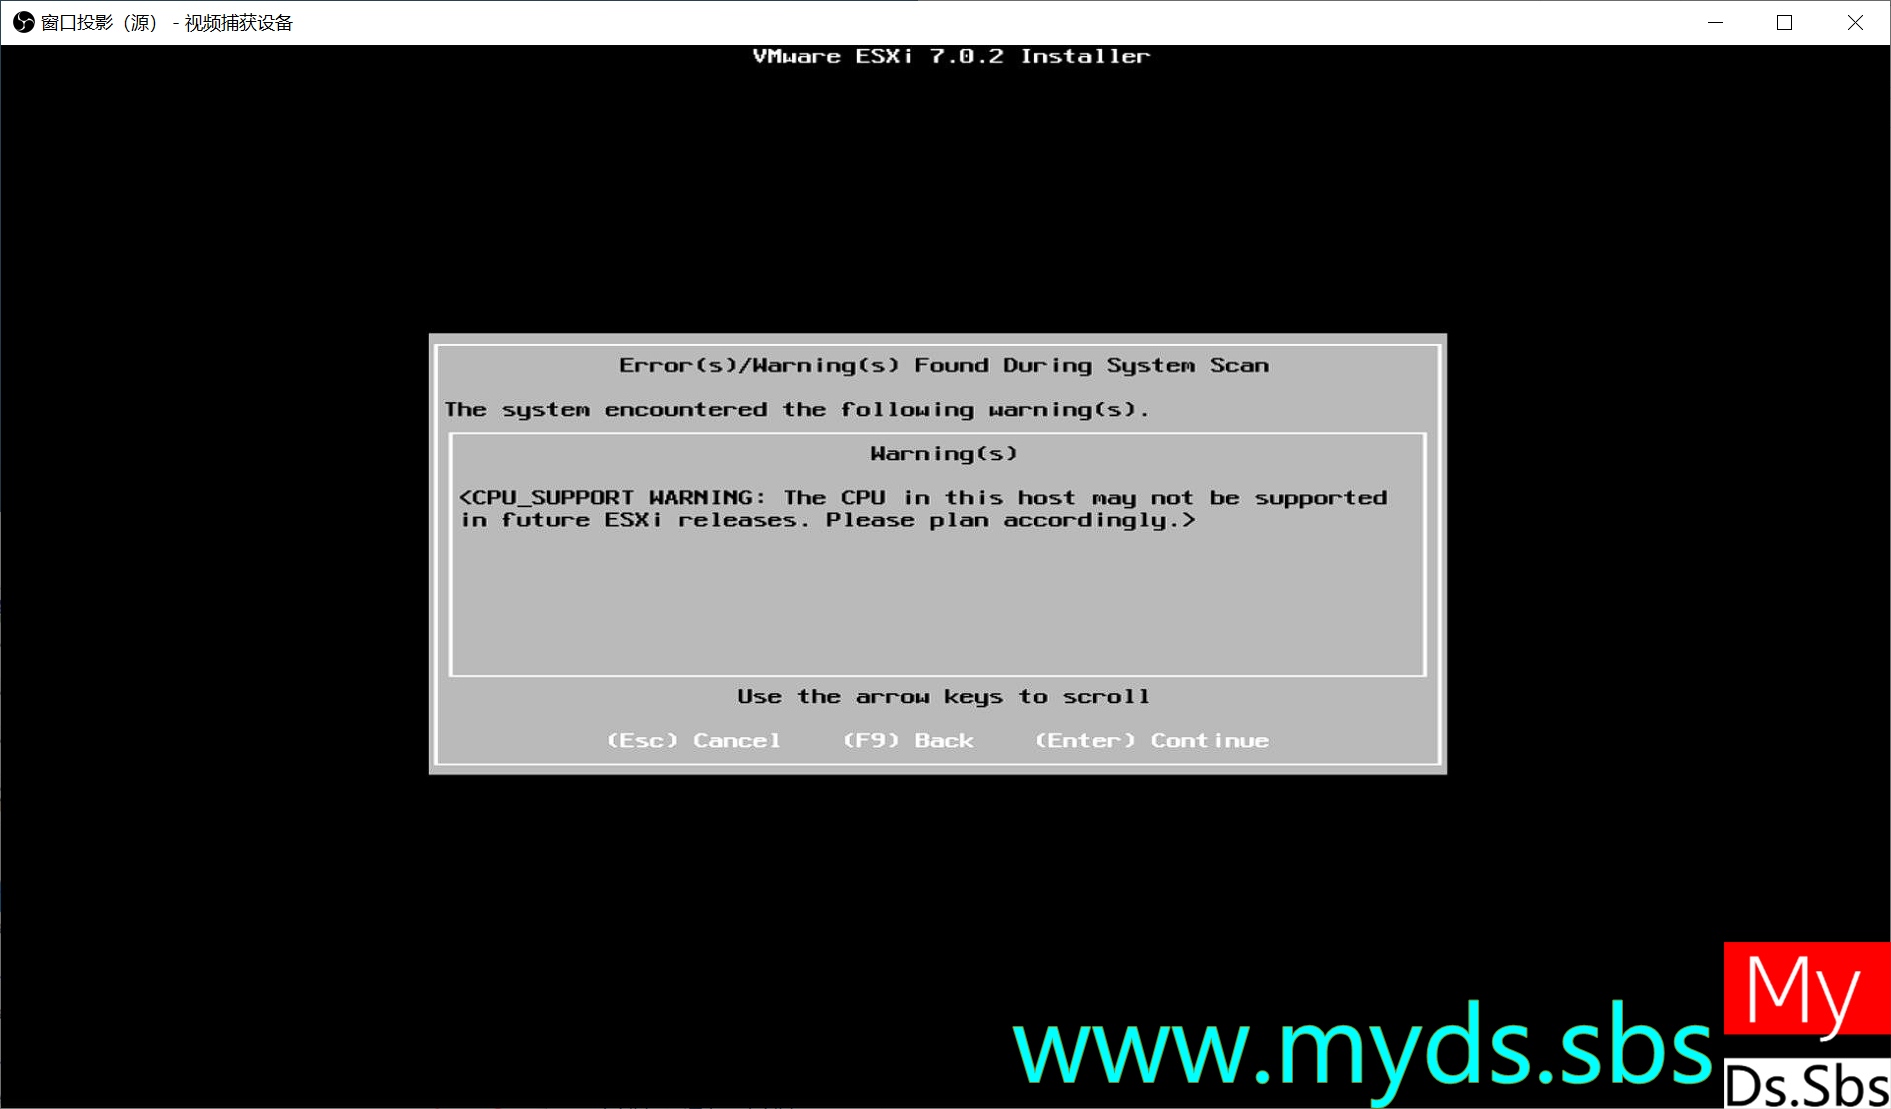 窗口投影（源） - 视频捕获设备
VMware ESXi 7.0.2 Installer
Error(s)/Warning(s) Found During System Scan
The system encountered the following warning(s).
Warning(s)
<CPU_SUPPORT WARNING: The CPU in this host may not be supported
in future ESXi releases. Please plan accordingly.>
Use the arrow keys to scroll
(Esc) Cancel (F9) Back (Enter) Continue
www.myds.sbs
My
Ds.Sbs